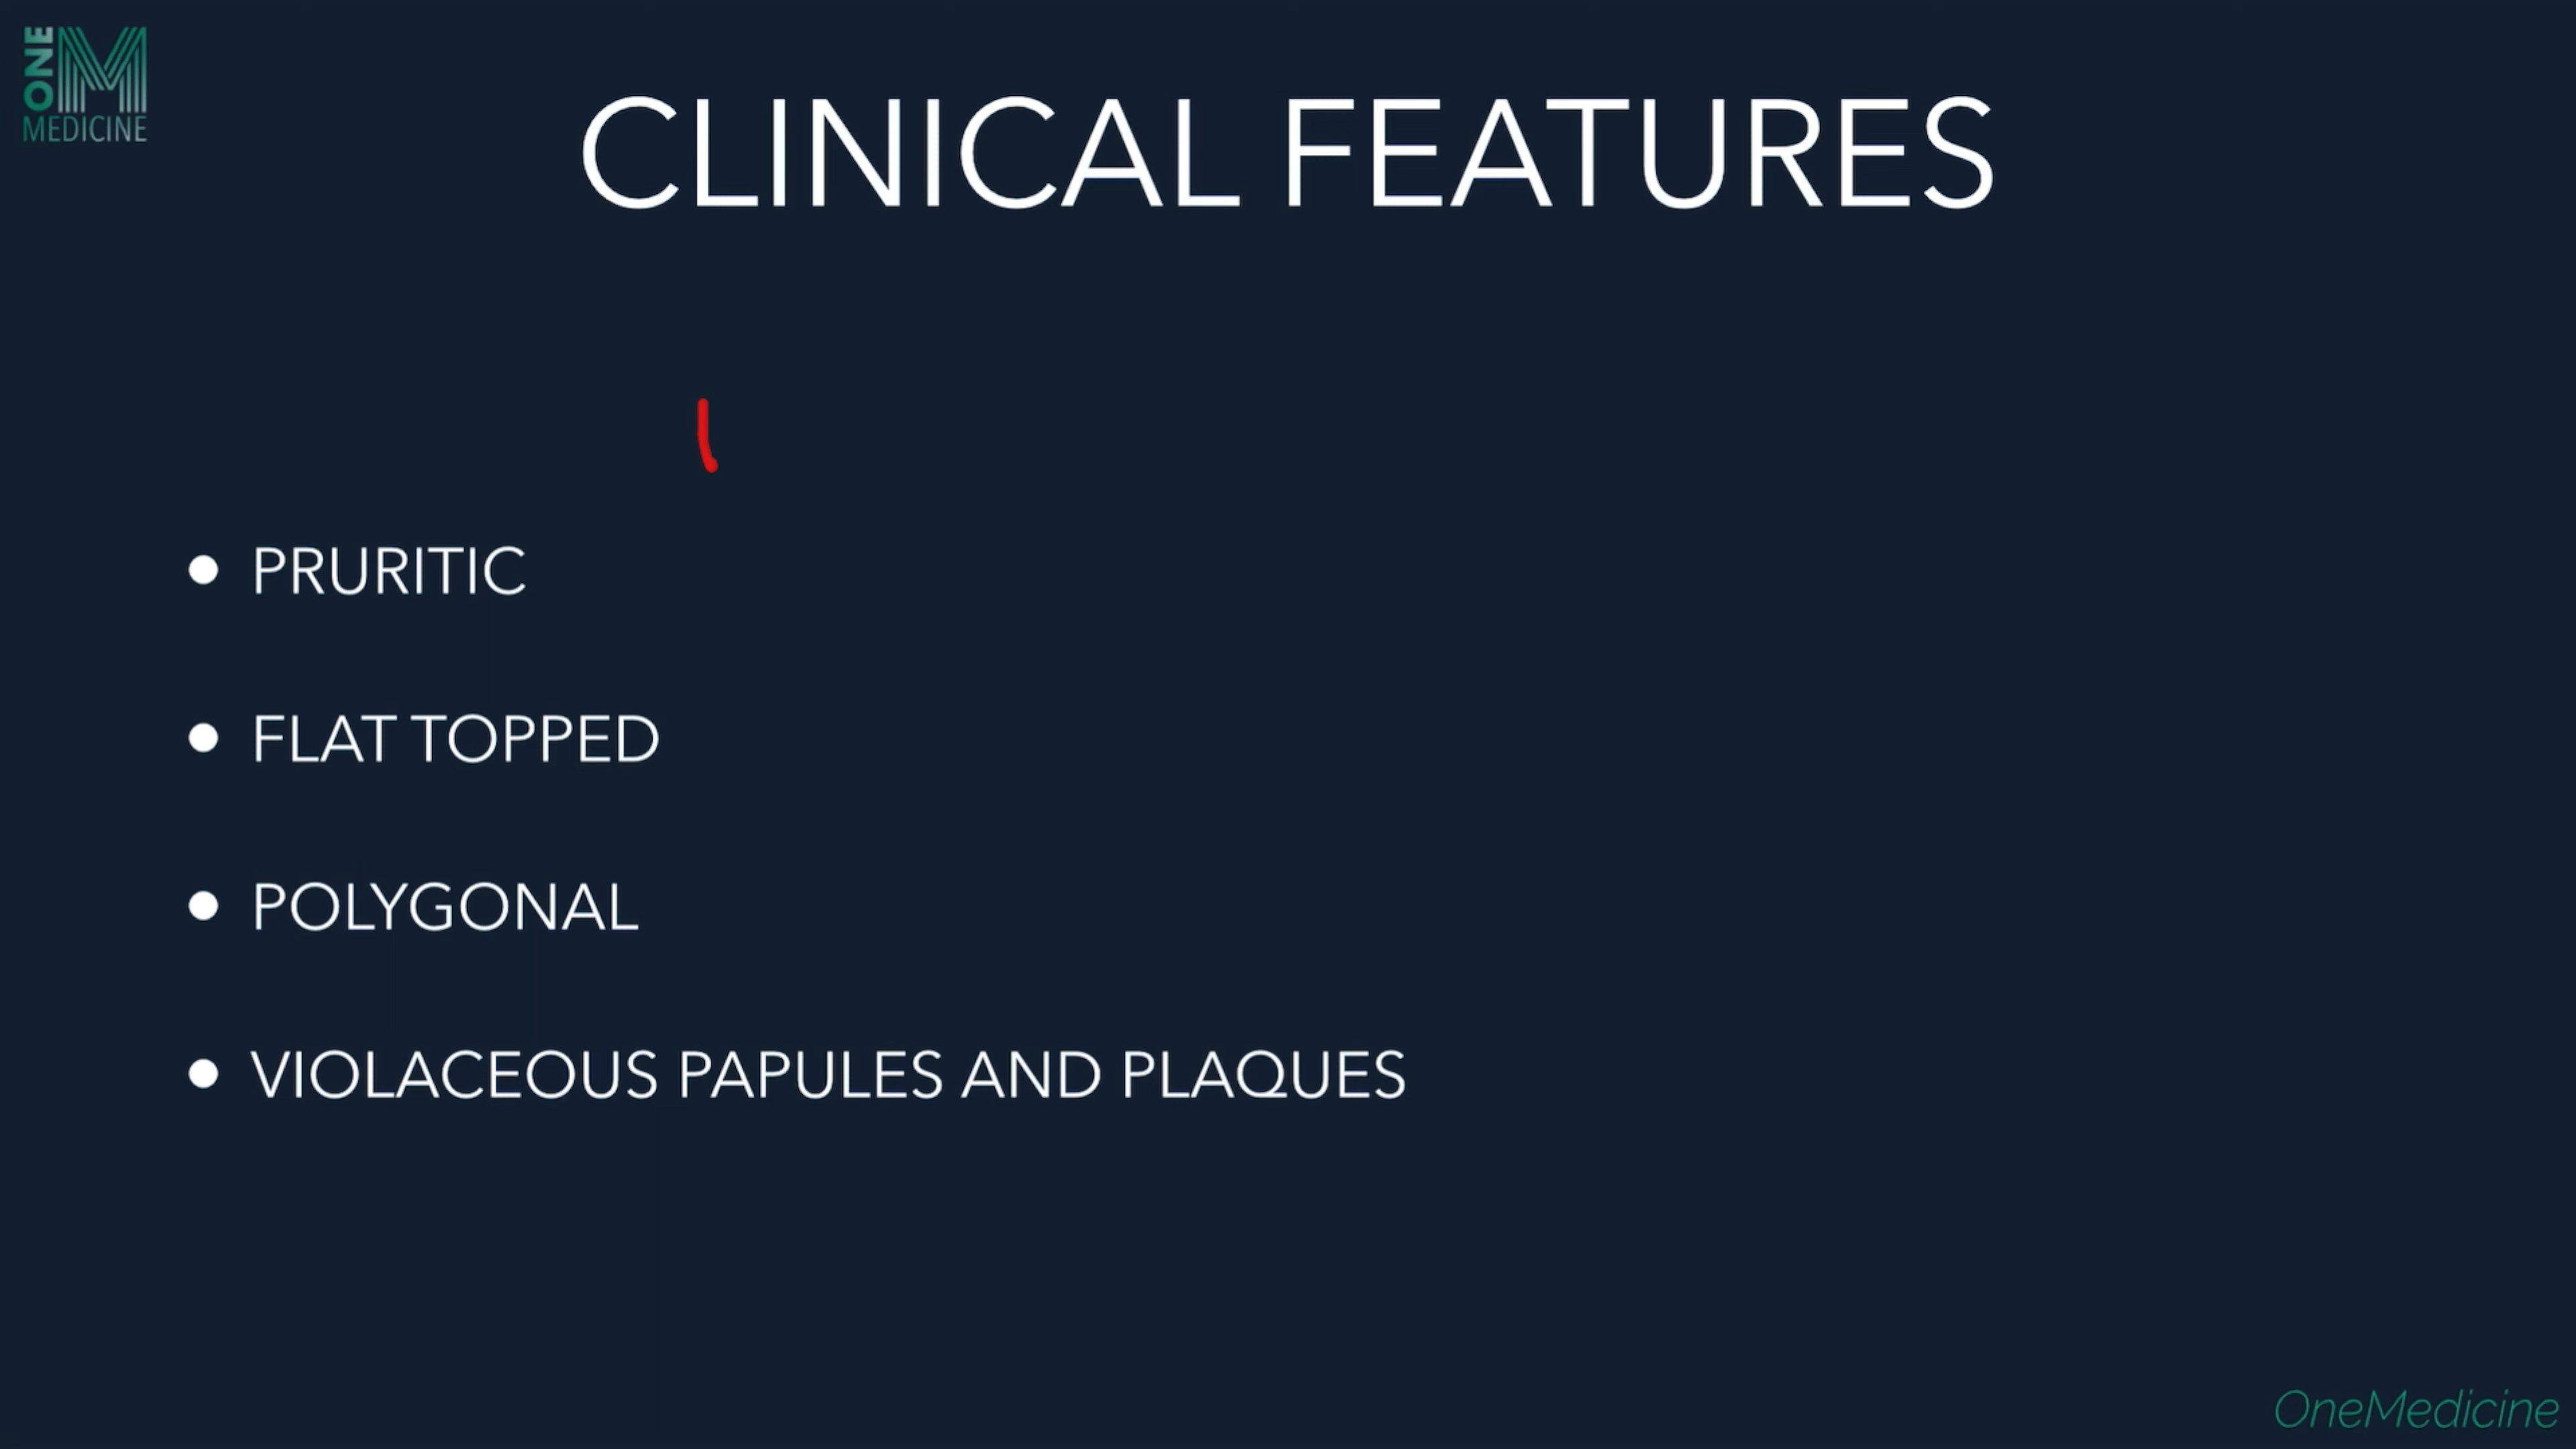 ONE
MEDICINE
CLINICAL FEATURES
PRURITIC
FLAT TOPPED
POLYGONAL
VIOLACEOUS PAPULES AND PLAQUES
OneMedicine